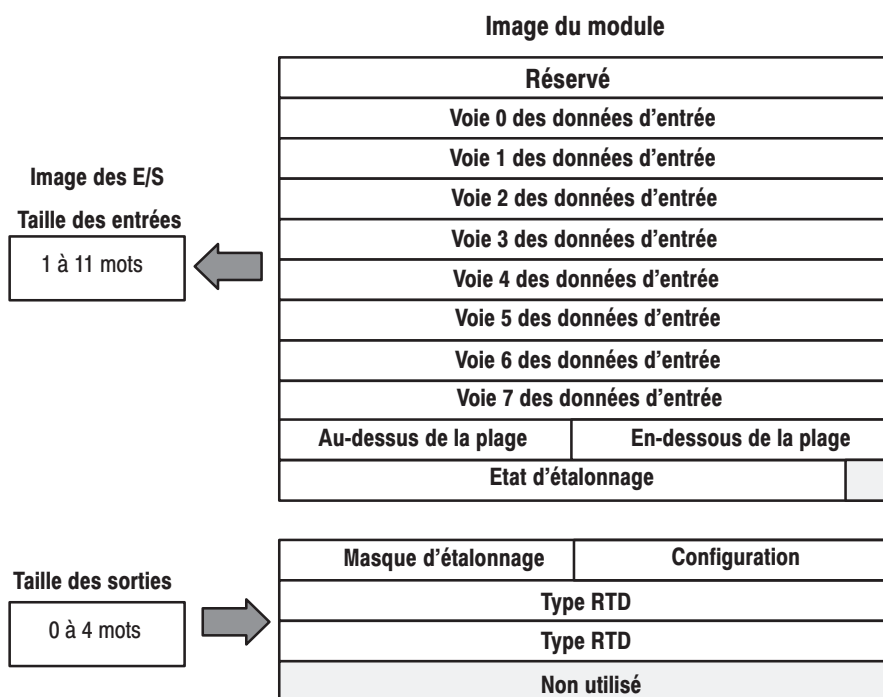 Image du module
Réservé
Voie 0 des données d'entrée
Voie 1 des données d'entrée
Image des E/S
Voie 2 des données d'entrée
Taille des entrées
Voie 3 des données d'entrée
1 à 11 mots
Voie 4 des données d'entrée
Voie 5 des données d'entrée
Voie 6 des données d'entrée
Voie 7 des données d'entrée
Au-dessus de la plage
En-dessous de la plage
Etat d'étalonnage
Masque d'étalonnage
Configuration
Taille des sorties
Type RTD
0 à 4 mots
Type RTD
Non utilisé